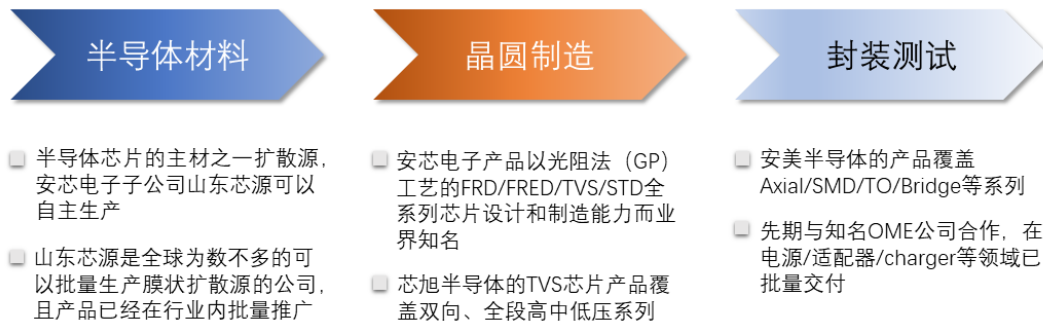 半导体材料
半导体芯片的主材之一扩散源，
安芯电子子公司山东芯源可以
自主生产
山东芯源是全球为数不多的可
以批量生产膜状扩散源的公司，
且产品已经在行业内批量推广
晶圆制造
安芯电子产品以光阻法（GP）
工艺的FRD/FRED/TVS/STD全
系列芯片设计和制造能力而业
界知名
芯旭半导体的TVS芯片产品覆
盖双向、全段高中低压系列
封装测试
安美半导体的产品覆盖
Axial/SMD/TO/Bridge等系列
先期与知名OME公司合作，在
电源/适配器/charger等领域已
批量交付